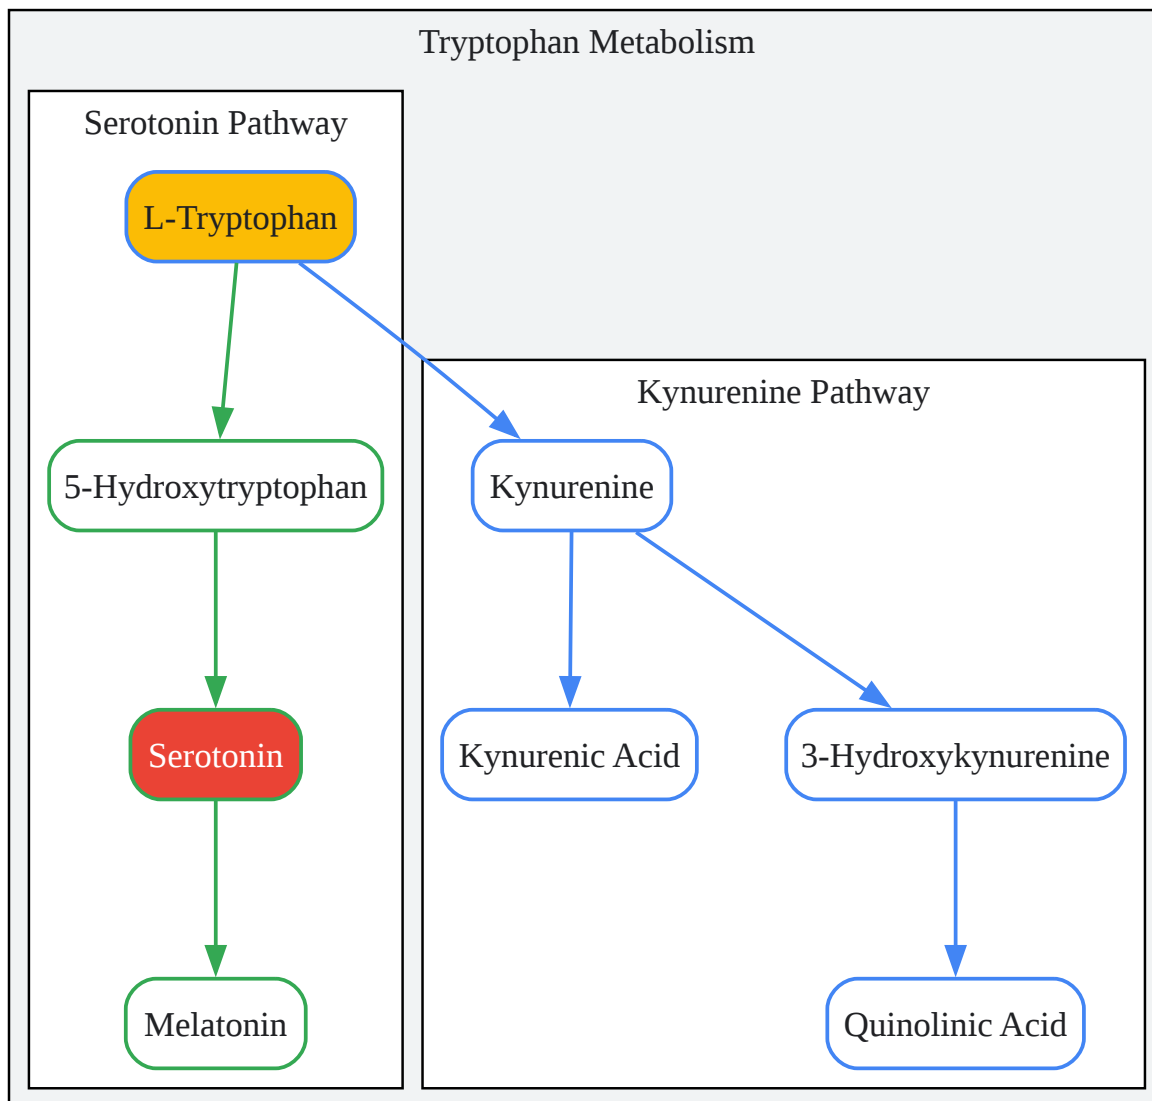 Tryptophan Metabolism
Serotonin Pathway
L-Tryptophan
Kynurenine Pathway
5-Hydroxytryptophan
Kynurenine
Serotonin
Kynurenic Acid
3-Hydroxykynurenine
Melatonin
Quinolinic Acid